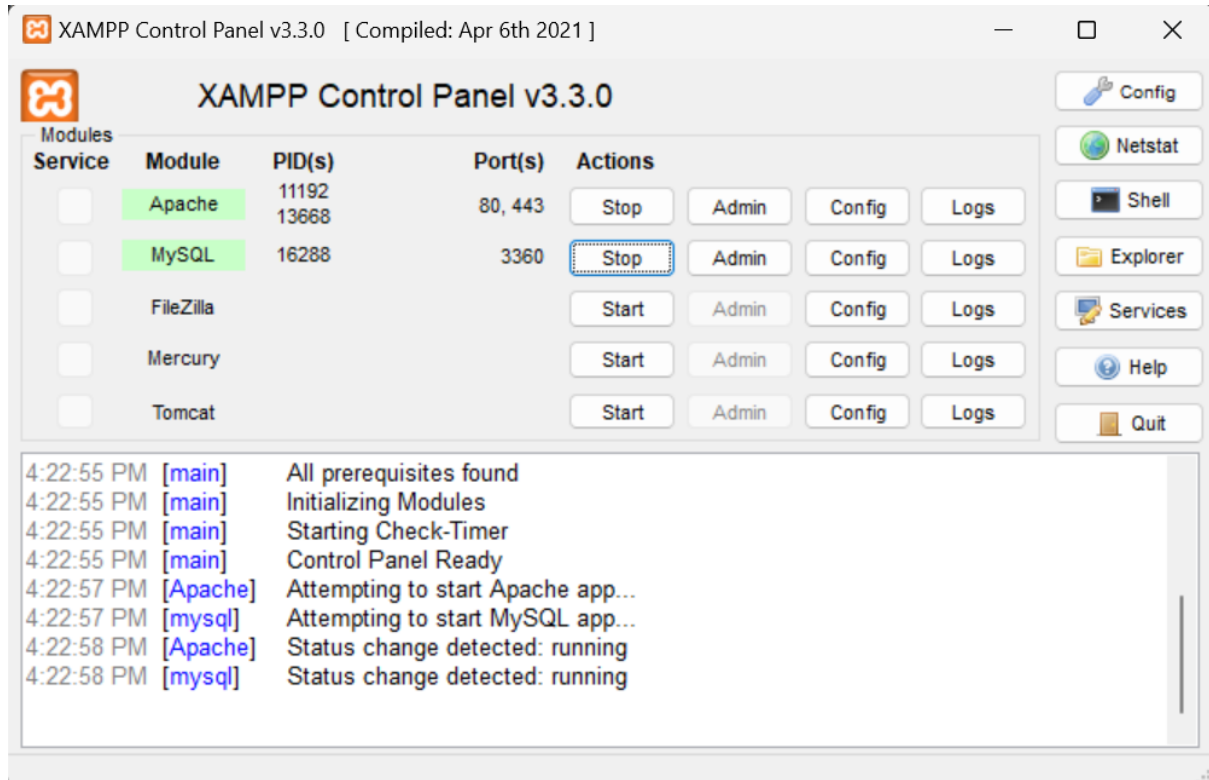 XAMPP Control Panel v3.3.0 [ Compiled: Apr 6th 2021 ]
XAMPP Control Panel v3.3.0
Config
Modules
Service Module PID(s) Port(s) Actions
Netstat
Apache 11192 13668 80, 443 Stop Admin Config Logs
Shell
MySQL 16288 3360 Stop Admin Config Logs
Explorer
FileZilla Start Admin Config Logs
Services
Mercury Start Admin Config Logs
Help
Tomcat Start Admin Config Logs
Quit
4:22:55 PM [main] All prerequisites found
4:22:55 PM [main] Initializing Modules
4:22:55 PM [main] Starting Check-Timer
4:22:55 PM [main] Control Panel Ready
4:22:57 PM [Apache] Attempting to start Apache app...
4:22:57 PM [mysql] Attempting to start MySQL app...
4:22:58 PM [Apache] Status change detected: running
4:22:58 PM [mysql] Status change detected: running